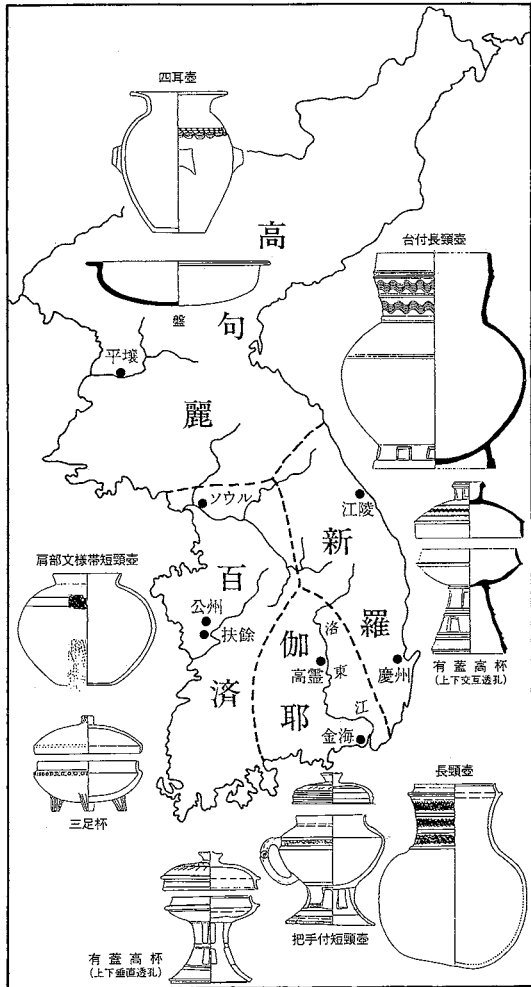 四耳壺
高
句
麗
盤
台付長頸壺
平壌
ソウル
江陵
新
羅
肩部文様帯短頸壺
百
済
公州
扶餘
伽
耶
洛
東
江
高霊
慶州
金海
有蓋高杯
(上下交互透孔)
三足杯
長頸壺
把手付短頸壺
有蓋高杯
(上下垂直透孔)